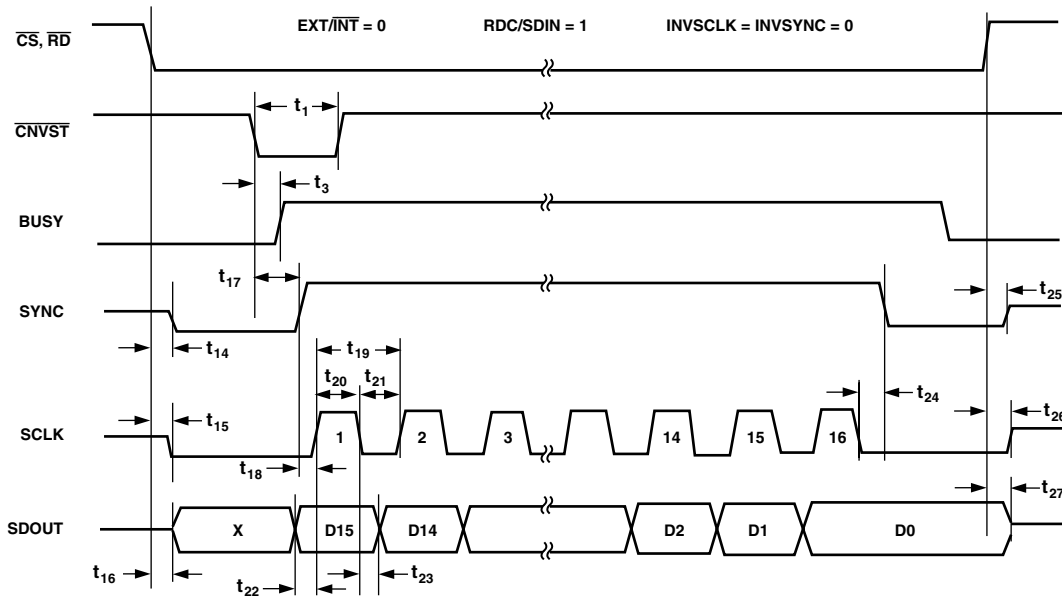 EXT/INT = 0 RDC/SDIN = 1 INVSCLK = INVSYNC = 0
CS, RD
t1
CNVST
t3
BUSY
t17
t25
SYNC
t14
t19
t20 t21
t24
t15
t26
SCLK
1 2 3 14 15 16
t18
t27
SDOUT
X D15 D14 D2 D1 D0
t16
t22
t23